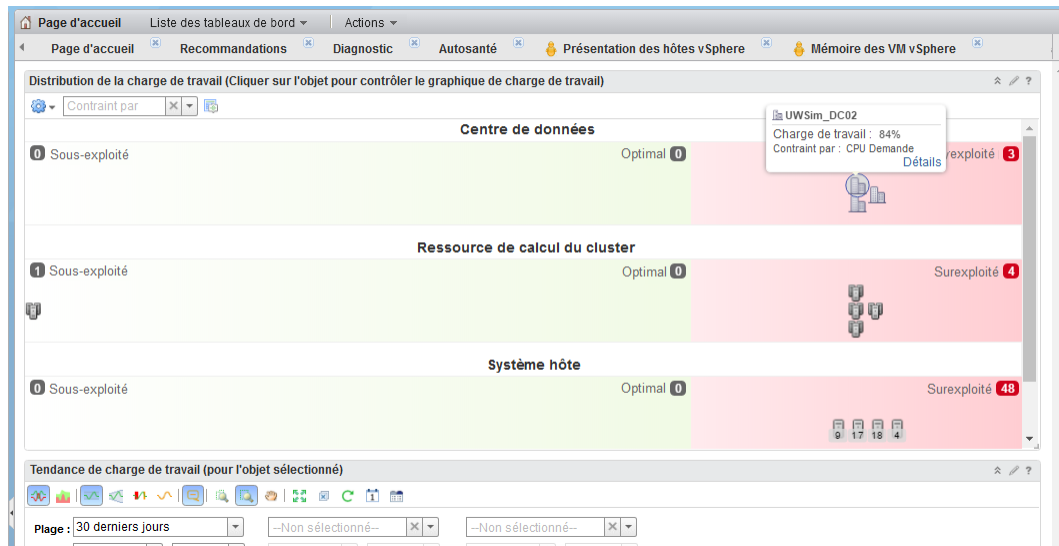 Page d'accueil Liste des tableaux de bord Actions
Page d'accueil Recommandations Diagnostic Autosanté Présentation des hôtes vSphere Mémoire des VM vSphere
Distribution de la charge de travail (Cliquer sur l'objet pour contrôler le graphique de charge de travail) ?
Contraint par
UWSim_DC02
Charge de travail : 84%
Contraint par : CPU Demande
Détails
Centre de données
0 Sous-exploité Optimal 0 exploité 3
Ressource de calcul du cluster
1 Sous-exploité Optimal 0 Surexploité 4
Système hôte
0 Sous-exploité Optimal 0 Surexploité 48
9 17 18 4
Tendance de charge de travail (pour l'objet sélectionné) ?
Plage : 30 derniers jours --Non sélectionné-- --Non sélectionné--